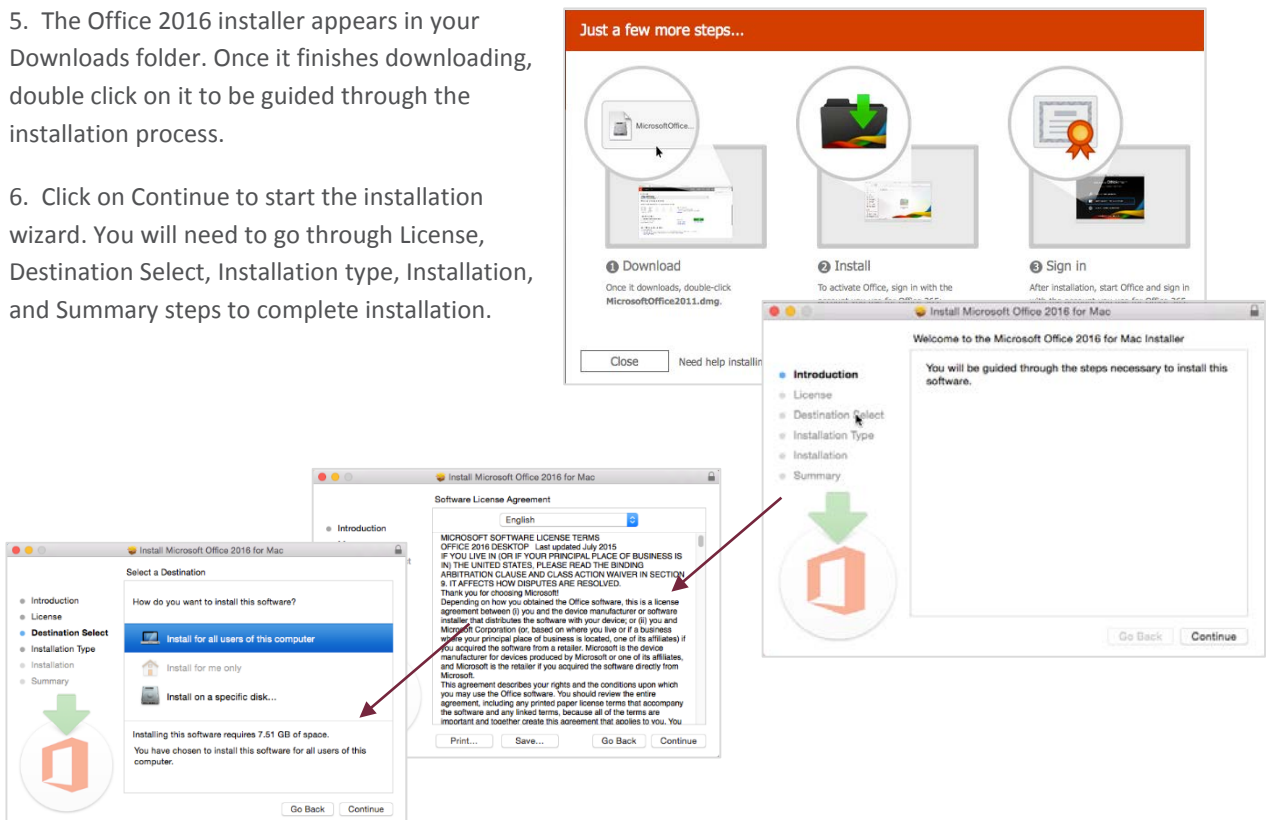 5.  The Office 2016 installer appears in your
Downloads folder. Once it finishes downloading,
double click on it to be guided through the
installation process.
6.  Click on Continue to start the installation
wizard. You will need to go through License,
Destination Select, Installation type, Installation,
and Summary steps to complete installation.
Just a few more steps...
MicrosoftOffice...
1 Download
Once it downloads, double-click
MicrosoftOffice2011.dmg.
2 Install
To activate Office, sign in with the
3 Sign in
After installation, start Office and sign in
Close
Need help installin
Install Microsoft Office 2016 for Mac
Welcome to the Microsoft Office 2016 for Mac Installer
Introduction
License
Destination Select
Installation Type
Installation
Summary
You will be guided through the steps necessary to install this
software.
Go Back
Continue
Install Microsoft Office 2016 for Mac
Software License Agreement
Introduction
English
MICROSOFT SOFTWARE LICENSE TERMS
OFFICE 2016 DESKTOP   Last updated July 2015
IF YOU LIVE IN (OR IF YOUR PRINCIPAL PLACE OF BUSINESS IS
IN) THE UNITED STATES, PLEASE READ THE BINDING
ARBITRATION CLAUSE AND CLASS ACTION WAIVER IN SECTION
9. IT AFFECTS HOW DISPUTES ARE RESOLVED.
Thank you for choosing Microsoft!
Depending on how you obtained the Office software, this is a license
agreement between (i) you and the device manufacturer or software
installer that distributes the software with your device; or (ii) you and
Microsoft Corporation (or, based on where you live or if a business
where your principal place of business is located, one of its affiliates) if
you acquired the software from a retailer. Microsoft is the device
manufacturer for devices produced by Microsoft or one of its affiliates,
and Microsoft is the retailer if you acquired the software directly from
Microsoft.
This agreement describes your rights and the conditions upon which
you may use the Office software. You should review the entire
agreement, including any printed paper license terms that accompany
the software and any linked terms, because all of the terms are
important and together create this agreement that applies to you. You
Print...
Save...
Go Back
Continue
Install Microsoft Office 2016 for Mac
Select a Destination
Introduction
License
Destination Select
Installation Type
Installation
Summary
How do you want to install this software?
Install for all users of this computer
Install for me only
Install on a specific disk...
Installing this software requires 7.51 GB of space.
You have chosen to install this software for all users of this
computer.
Go Back
Continue